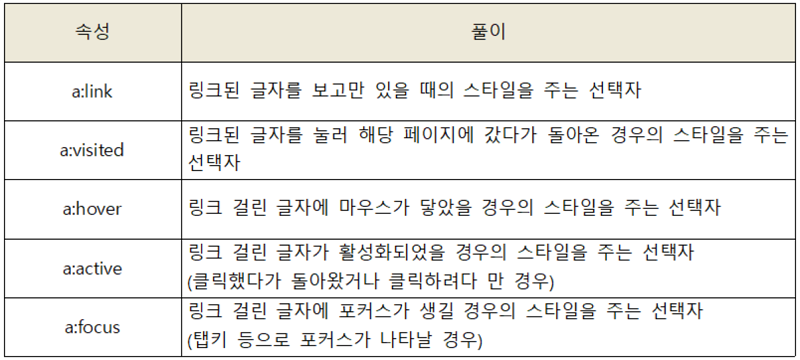 속성 풀이
a:link 링크된 글자를 보고만 있을 때의 스타일을 주는 선택자
a:visited 링크된 글자를 눌러 해당 페이지에 갔다가 돌아온 경우의 스타일을 주는
선택자
a:hover 링크 걸린 글자에 마우스가 닿았을 경우의 스타일을 주는 선택자
a:active 링크 걸린 글자가 활성화되었을 경우의 스타일을 주는 선택자
(클릭했다가 돌아왔거나 클릭하려다 만 경우)
a:focus 링크 걸린 글자에 포커스가 생길 경우의 스타일을 주는 선택자
(탭키 등으로 포커스가 나타날 경우)